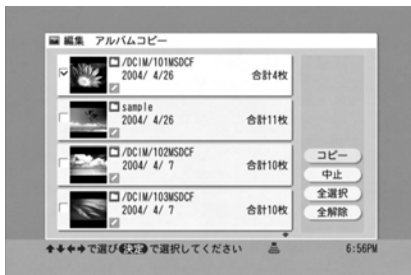 編集 アルバムコピー
/DCIM/101MSDCF
2004/ 4/26 合計4枚
sample
2004/ 4/26 合計11枚
/DCIM/102MSDCF
2004/ 4/ 7 合計10枚
/DCIM/103MSDCF
2004/ 4/ 7 合計10枚
コピー
中止
全選択
全解除
↑↓←→で選び決定で選択してください 6:56PM